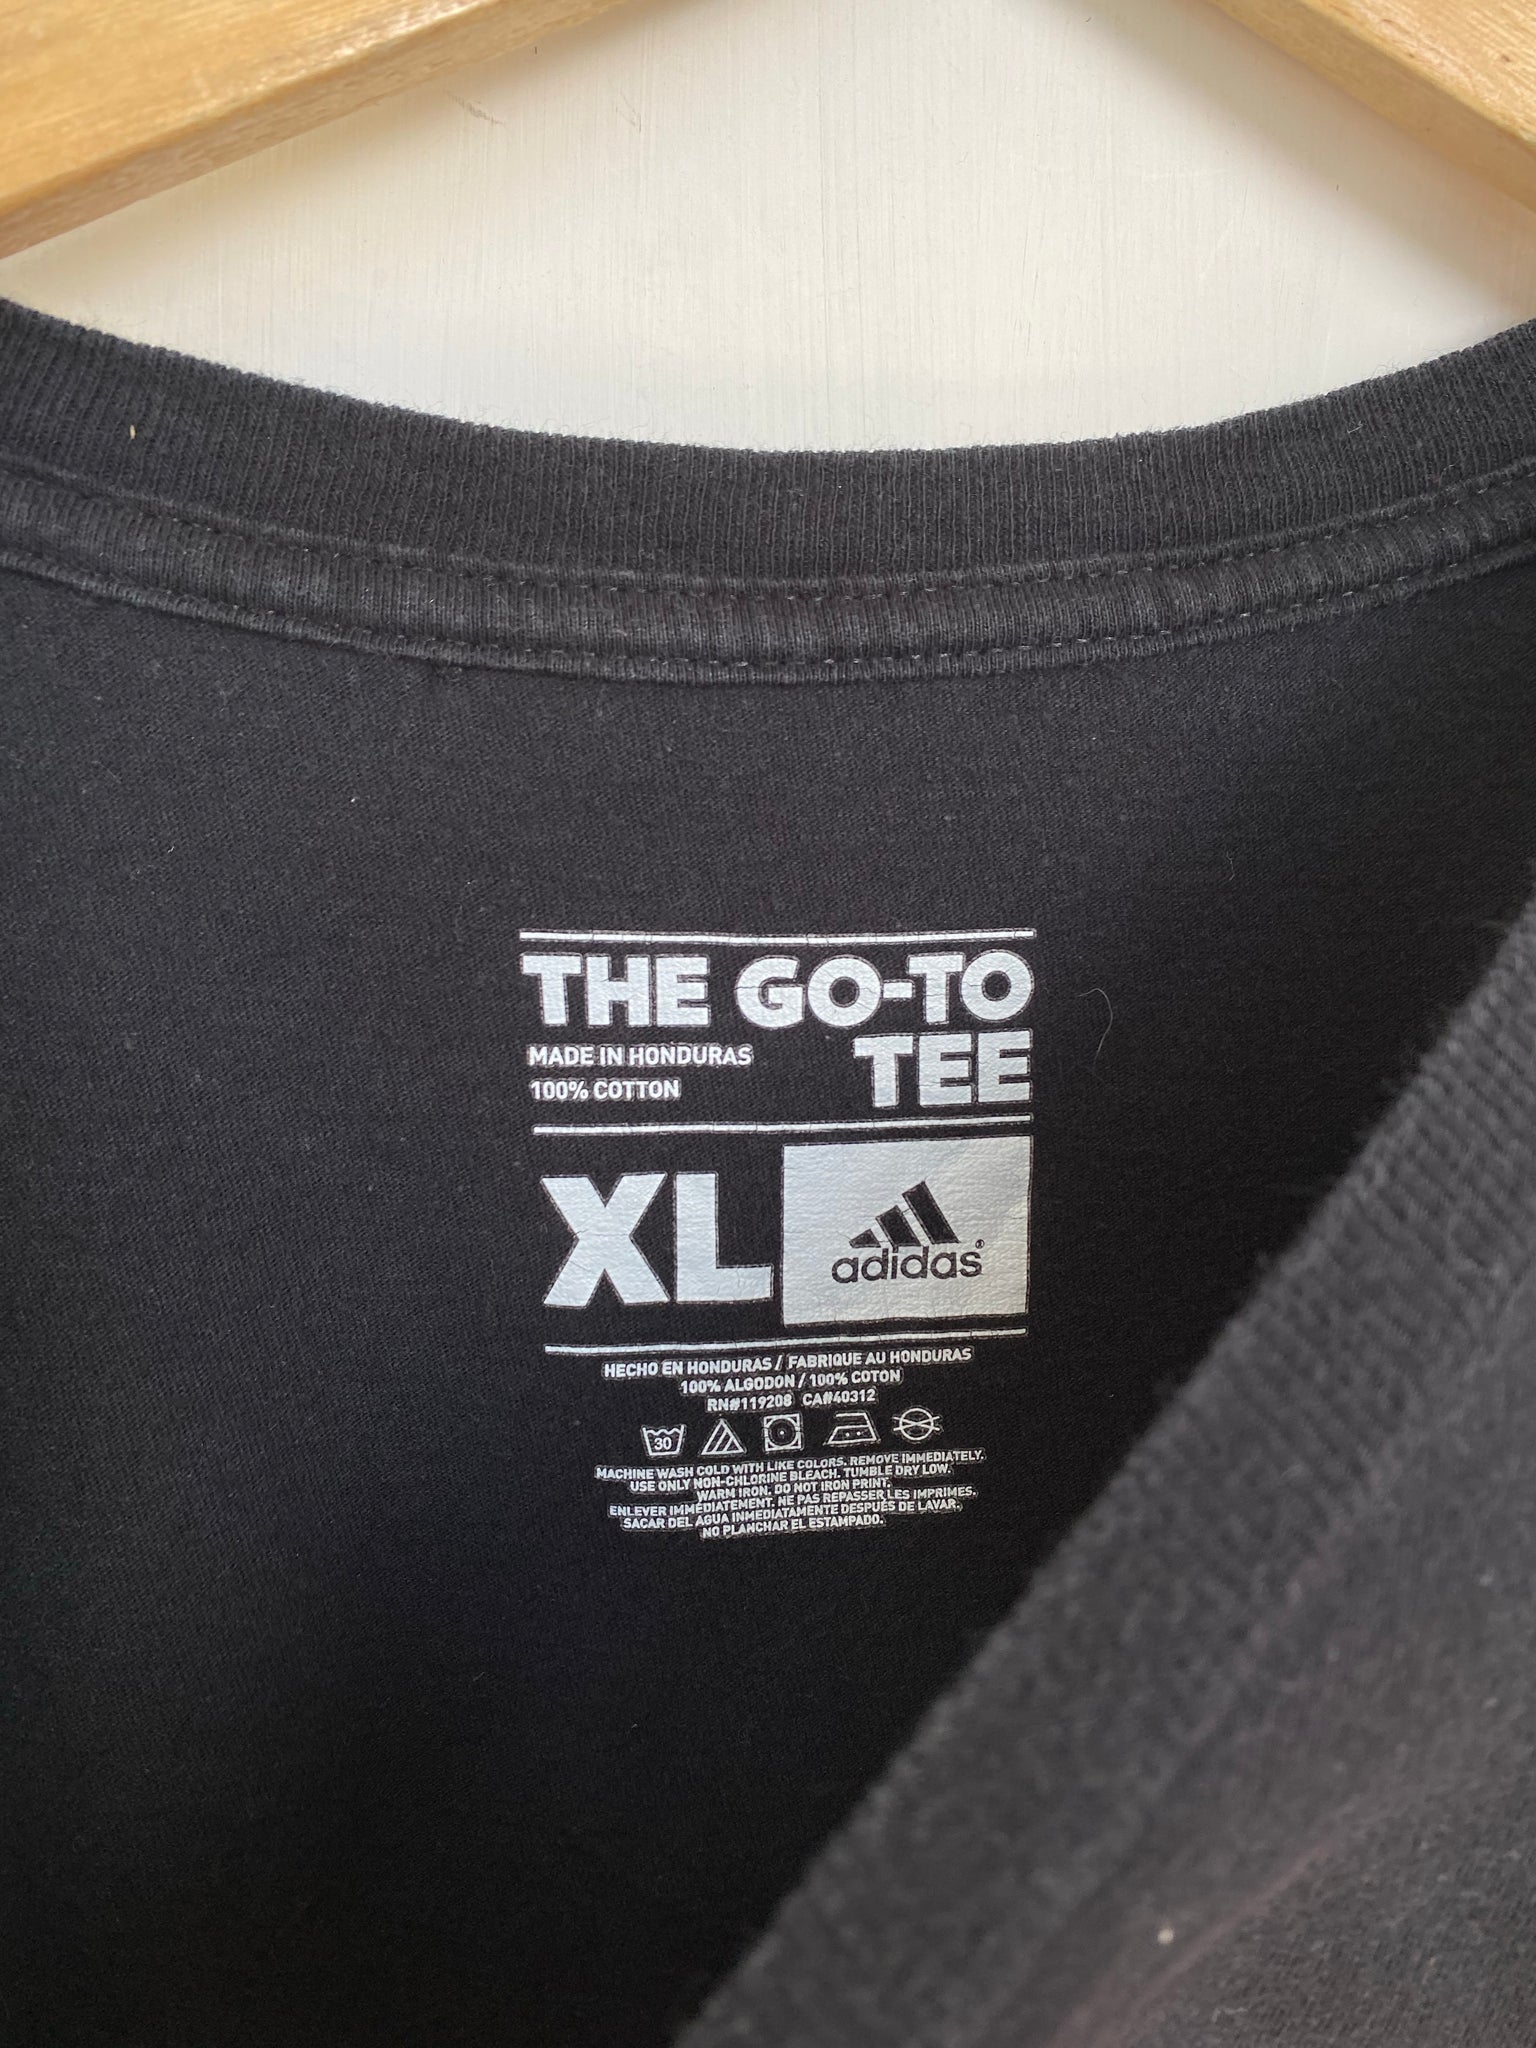 THE GO-TO
TEE
MADE IN HONDURAS
100% COTTON
XL
adidas®
HECHO EN HONDURAS / FABRIQUE AU HONDURAS
100% ALGODON / 100% COTON
RN#119208 CA#40312
30
MACHINE WASH COLD WITH LIKE COLORS. REMOVE IMMEDIATELY.
USE ONLY NON-CHLORINE BLEACH. TUMBLE DRY LOW.
WARM IRON. DO NOT IRON PRINT.
ENLEVER IMMÉDIATEMENT. NE PAS REPASSER LES IMPRIMES.
SACAR DEL AGUA INMEDIATAMENTE DESPUÉS DE LAVAR.
NO PLANCHAR EL ESTAMPADO.